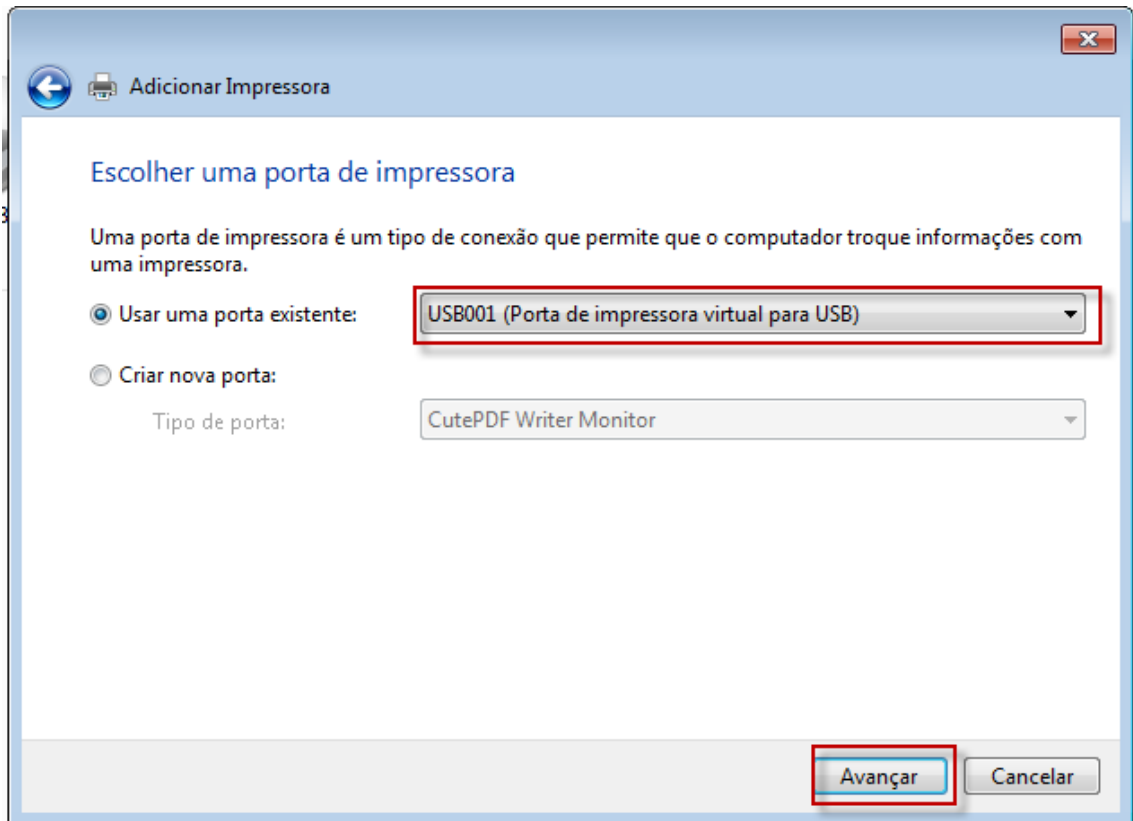 Adicionar Impressora
Escolher uma porta de impressora
Uma porta de impressora é um tipo de conexão que permite que o computador troque informações com
uma impressora.
Usar uma porta existente: USB001 (Porta de impressora virtual para USB)
Criar nova porta:
Tipo de porta: CutePDF Writer Monitor
Avançar Cancelar